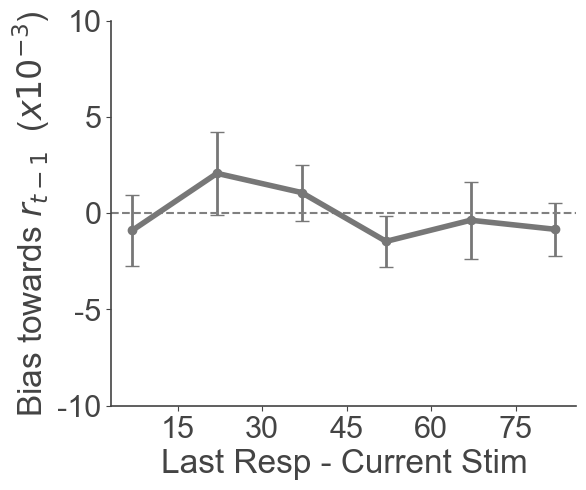 Bias towards r_{t-1} (x10^{-3})
10
5
0
-5
-10
15 30 45 60 75
Last Resp - Current Stim